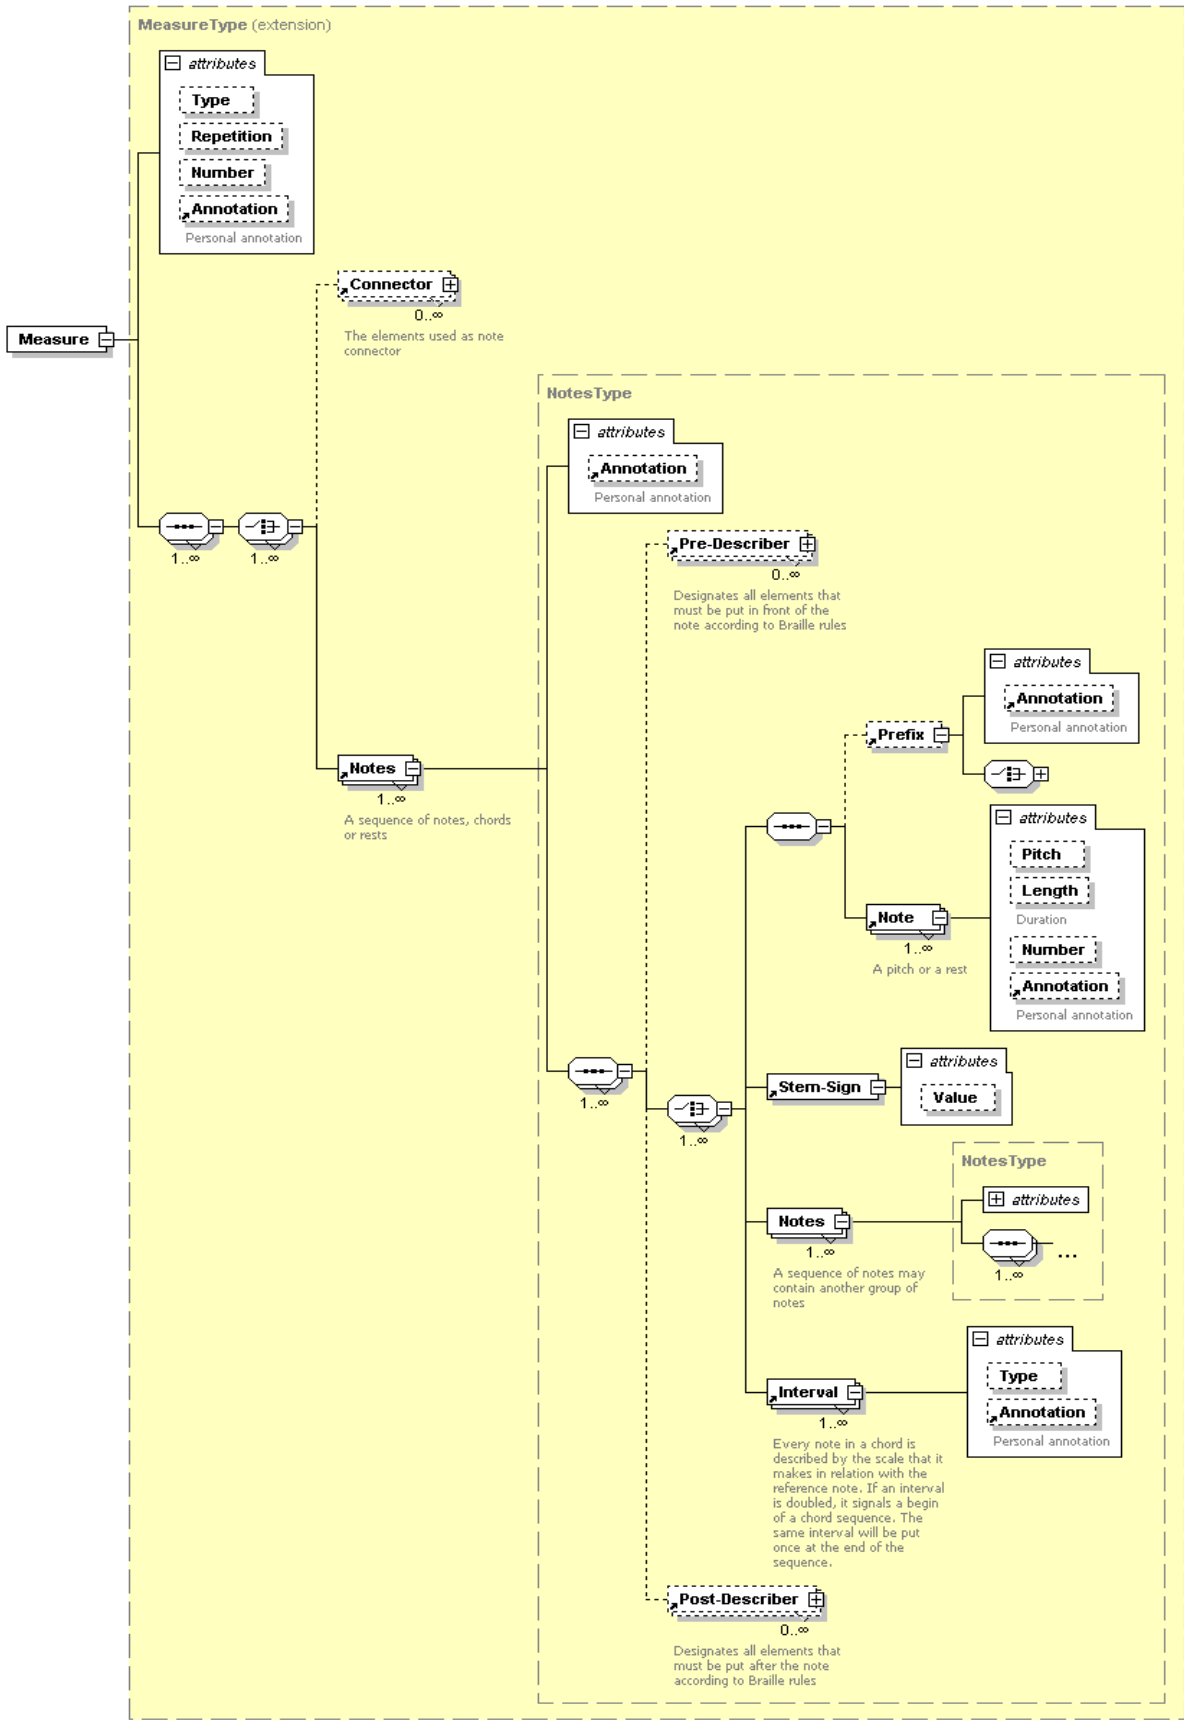 MeasureType (extension)
attributes
Type
Repetition
Number
Annotation
Personal annotation
Connector
0..∞
The elements used as note
connector
Measure
1..∞
1..∞
NotesType
attributes
Annotation
Personal annotation
Pre-Describer
0..∞
Designates all elements that
must be put in front of the
note according to Braille rules
attributes
Annotation
Personal annotation
Prefix
Notes
1..∞
A sequence of notes, chords
or rests
attributes
Pitch
Length
Duration
Number
Annotation
Personal annotation
Note
1..∞
A pitch or a rest
1..∞
1..∞
Stem-Sign
attributes
Value
NotesType
attributes
1..∞
...
Notes
1..∞
A sequence of notes may
contain another group of
notes
attributes
Type
Annotation
Personal annotation
Interval
1..∞
Every note in a chord is
described by the scale that it
makes in relation with the
reference note. If an interval
is doubled, it signals a begin
of a chord sequence. The
same interval will be put
once at the end of the
sequence.
Post-Describer
0..∞
Designates all elements that
must be put after the note
according to Braille rules